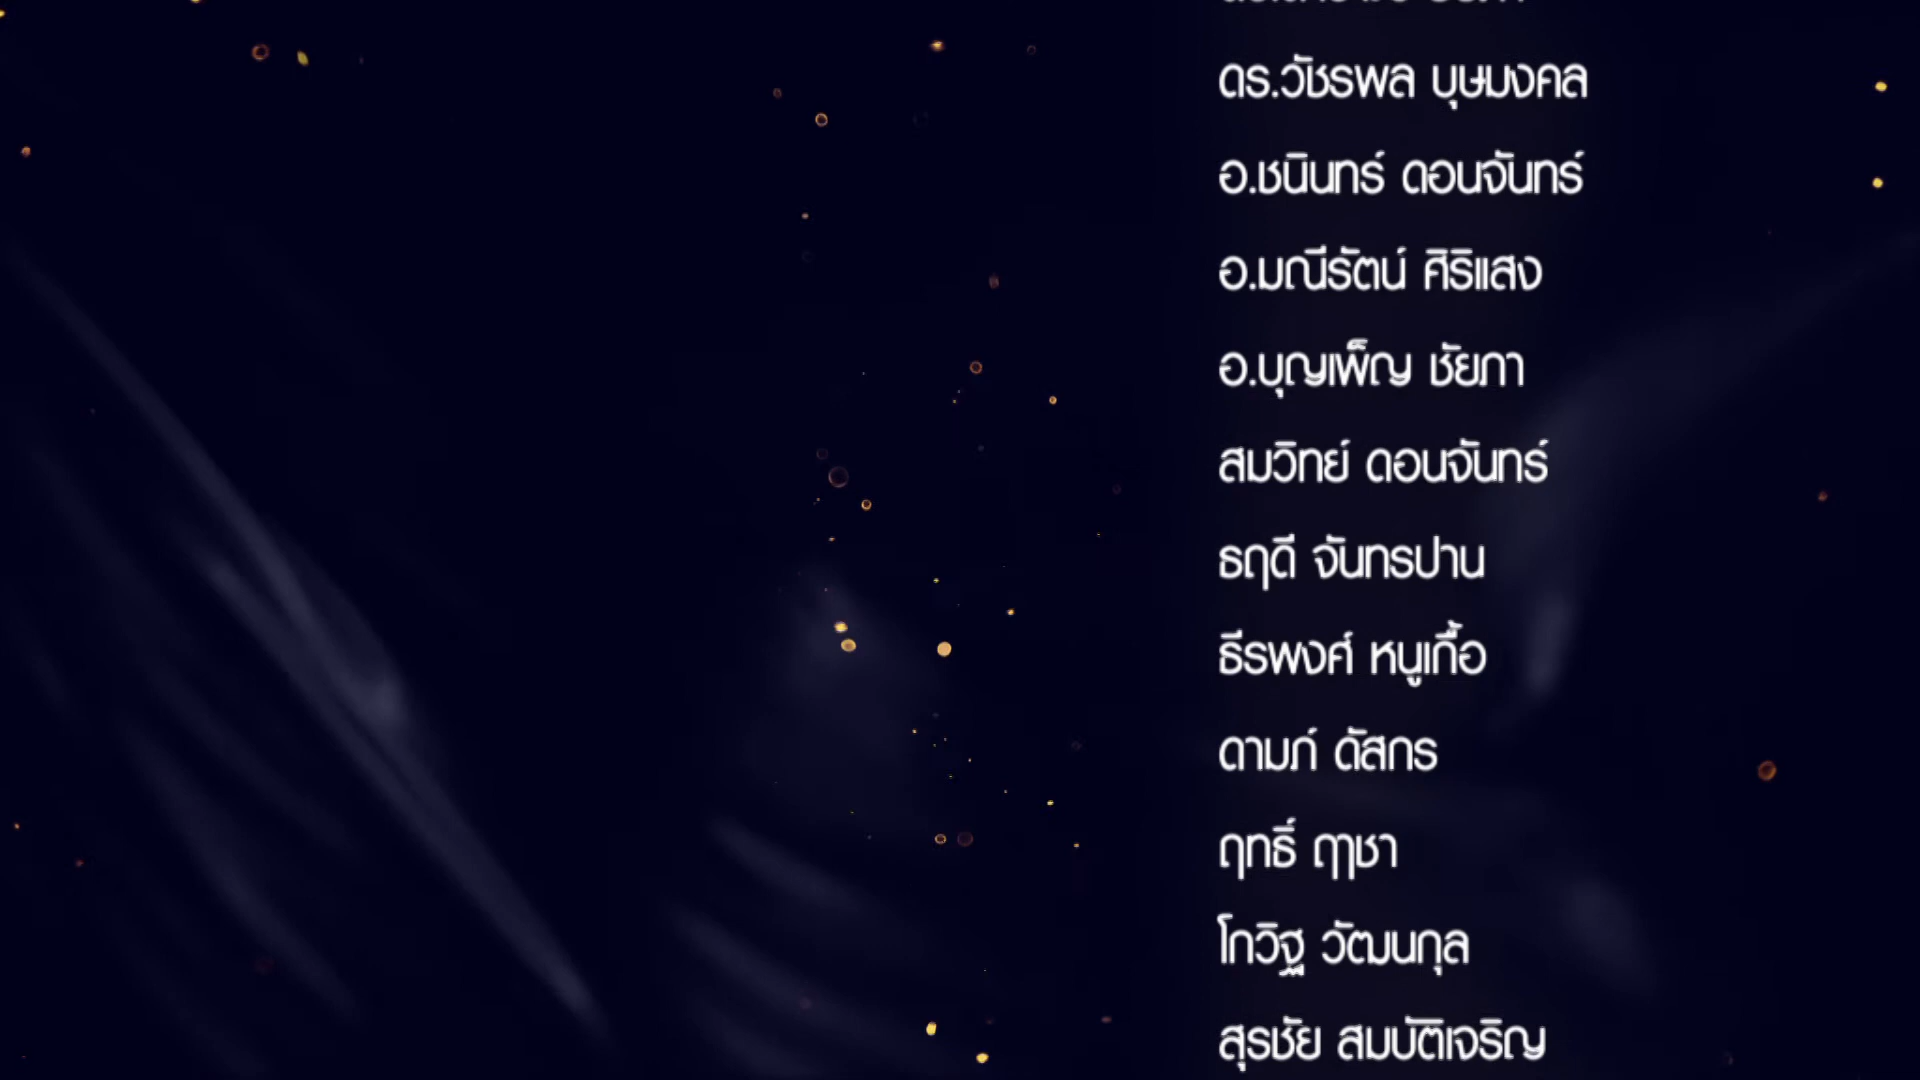 ดร.วัชรพล บุษมงคล
อ.ชนินทร์ ดอนจันทร์
อ.มณีรัตน์ ศิริแสง
อ.บุญเพ็ญ ชัยภา
สมวิทย์ ดอนจันทร์
ธฤดี จันทรปาน
ธีรพงศ์ หนูเกื้อ
ดามภ์ ดัสกร
ฤทธิ์ ฤๅชา
โกวิฐ วัฒนกุล
สุรชัย สมบัติเจริญ